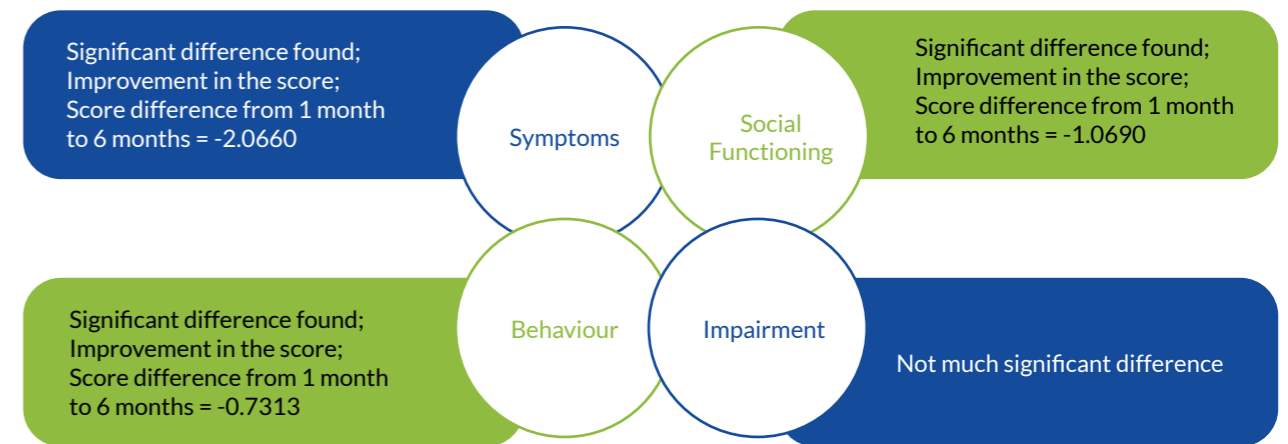 Significant difference found;
Improvement in the score;
Score difference from 1 month
to 6 months = -2.0660
Symptoms
Social
Functioning
Significant difference found;
Improvement in the score;
Score difference from 1 month
to 6 months = -1.0690
Significant difference found;
Improvement in the score;
Score difference from 1 month
to 6 months = -0.7313
Behaviour
Impairment
Not much significant difference